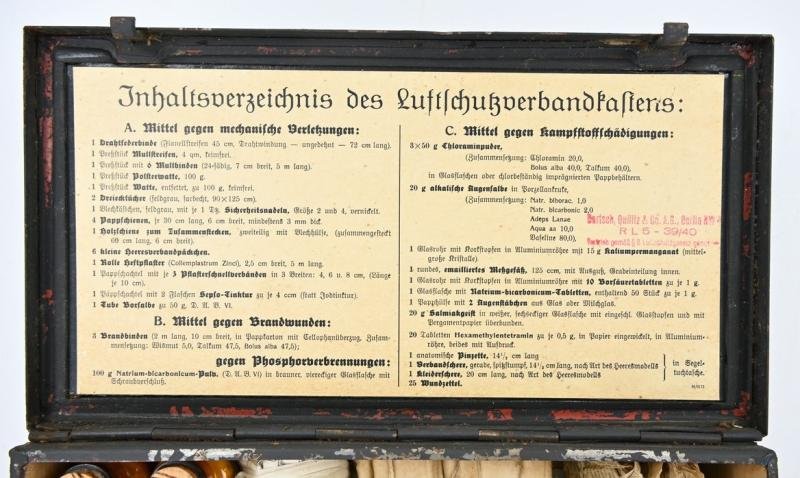 Inhaltsverzeichnis des Luftschutzverbandkastens:
A. Mittel gegen mechanische Verletzungen:
1 Drahtfederbinde (Flanellstreifen 45 cm, Drahtwindung — ungedehnt — 72 cm lang).
1 Preßstück Mullstreifen, 4 qm, keimfrei.
1 Preßstück mit 6 Mullbinden (24-fädig, 7 cm breit, 5 m lang).
1 Preßstück Polsterwatte, 100 g.
1 Preßstück Watte, entfettet, zu 100 g, keimfrei.
2 Dreiecktücher (feldgrau, farbecht, 90×125 cm).
1 Blechkästchen, feldgrau, mit je 1 Dtz. Sicherheitsnadeln, Größe 2 und 4, vernickelt.
4 Pappschienen, je 30 cm lang, 6 cm breit, mindestens 3 mm dick.
1 Holzschiene zum Zusammenstecken, zweiteilig mit Blechhülse, (zusammengesteckt
60 cm lang, 6 cm breit).
6 kleine Heeresverbandpäckchen.
1 Rolle Heftpflaster (Collemplastrum Zinci), 2,5 cm breit, 5 m lang.
1 Pappschachtel mit je 3 Pflasterschnellverbänden in 3 Breiten: 4, 6 u. 8 cm, (Länge
je 10 cm).
1 Pappschachtel mit 2 Flaschen Sepso-Tinktur zu je 4 ccm (statt Jodtinktur).
1 Tube Borsalbe zu 50 g, D. A. B. VI.
B. Mittel gegen Brandwunden:
3 Brandbinden (2 m lang, 10 cm breit, in Pappkarton mit Cellophanüberzug, Zusam-
mensetzung: Bismut 5,0, Talkum 47,5, Bolus alba 47,5);
gegen Phosphorverbrennungen:
100 g Natrium-bicarbonicum-Pulv. (D. A. B. VI) in brauner, viereckiger Glasflasche mit
Schraubverschluß.
C. Mittel gegen Kampfstoffschädigungen:
3×50 g Chloraminpuder,
(Zusammensetzung: Chloramin 20,0,
Bolus alba 40,0, Talkum 40,0),
in Glasflaschen oder chlorbeständig imprägnierten Pappbehältern.
20 g alkalische Augensalbe in Porzellankruke,
(Zusammensetzung: Natr. biborac. 1,0
Natr. bicarbonic 2,0
Adeps Lanae
Aqua aa 10,0
Vaseline 80,0).
Bartsch, Quilitz & Co. A.G., Berlin
RL5-39/40
1 Glasrohr mit Korkstopfen in Aluminiumröhre mit 15 g Kaliumpermanganat (mittel-
große Kristalle).
1 rundes, emailliertes Meßgefäß, 125 ccm, mit Ausguß, Gradeinteilung innen.
1 Glasrohr mit Korkstopfen in Aluminiumröhre mit 10 Borsäuretabletten zu je 1 g.
1 Glasflasche mit Natrium-bicarbonicum-Tabletten, enthaltend 50 Stück zu je 1 g.
1 Papphülse mit 2 Augenstäbchen aus Glas oder Milchglas.
20 g Salmiakgeist in weißer, sechseckiger Glasflasche mit eingeschl. Glasstopfen und mit
Pergamentpapier überbunden.
20 Tabletten Hexamethylentetramin zu je 0,5 g, in Papier eingewickelt, in Aluminium-
röhre, beides mit Aufdruck.
1 anatomische Pinzette, 14½ cm lang
1 Verbandschere, gerade, spitzstumpf, 14½ cm lang, nach Art des Heeresmodells
1 Kleiderschere, 20 cm lang, nach Art des Heeresmodells
in Segel-
tuchtasche.
25 Wundzettel.